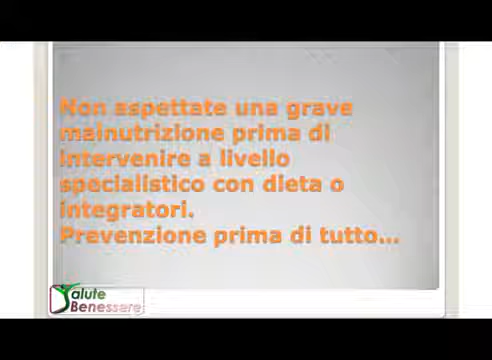 Non aspettate una grave
malnutrizione prima di
intervenire a livello
specialistico con dieta o
integratori.
Prevenzione prima di tutto...
Salute
Benessere